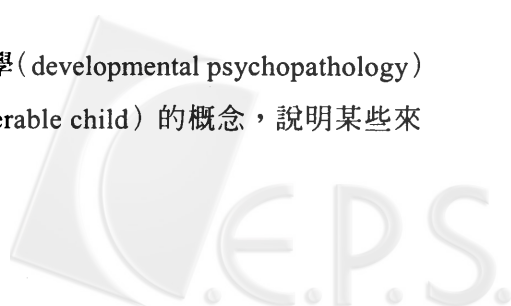 學(developmental psychopathology)
erable child)的概念，說明某些來
C.E.P.S.